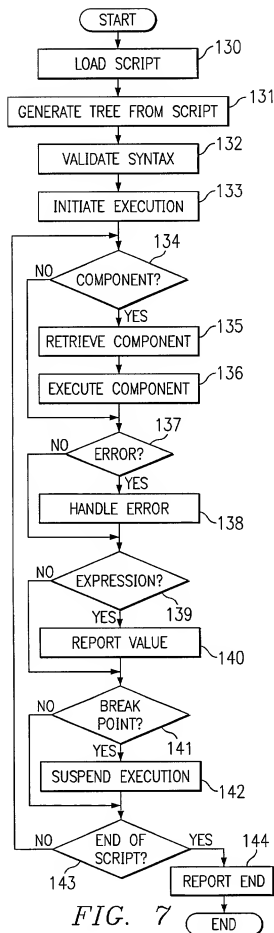 START
LOAD SCRIPT
130
GENERATE TREE FROM SCRIPT
131
VALIDATE SYNTAX
132
INITIATE EXECUTION
133
134
COMPONENT?
NO
YES
RETRIEVE COMPONENT
135
EXECUTE COMPONENT
136
137
NO
ERROR?
YES
HANDLE ERROR
138
NO
EXPRESSION?
YES
139
REPORT VALUE
140
NO
BREAK
POINT?
YES
141
SUSPEND EXECUTION
142
NO
END OF
SCRIPT?
YES
143
144
REPORT END
END
FIG. 7